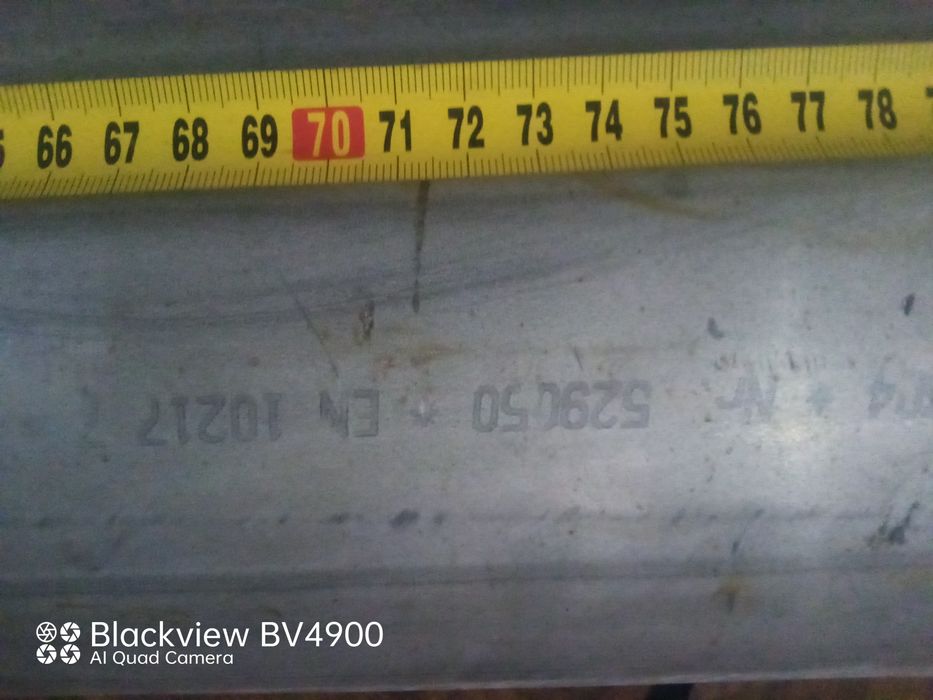 66 67 68 69 70 71 72 73 74 75 76 77 78
* Nr * EN 10217
Blackview BV4900
AI Quad Camera